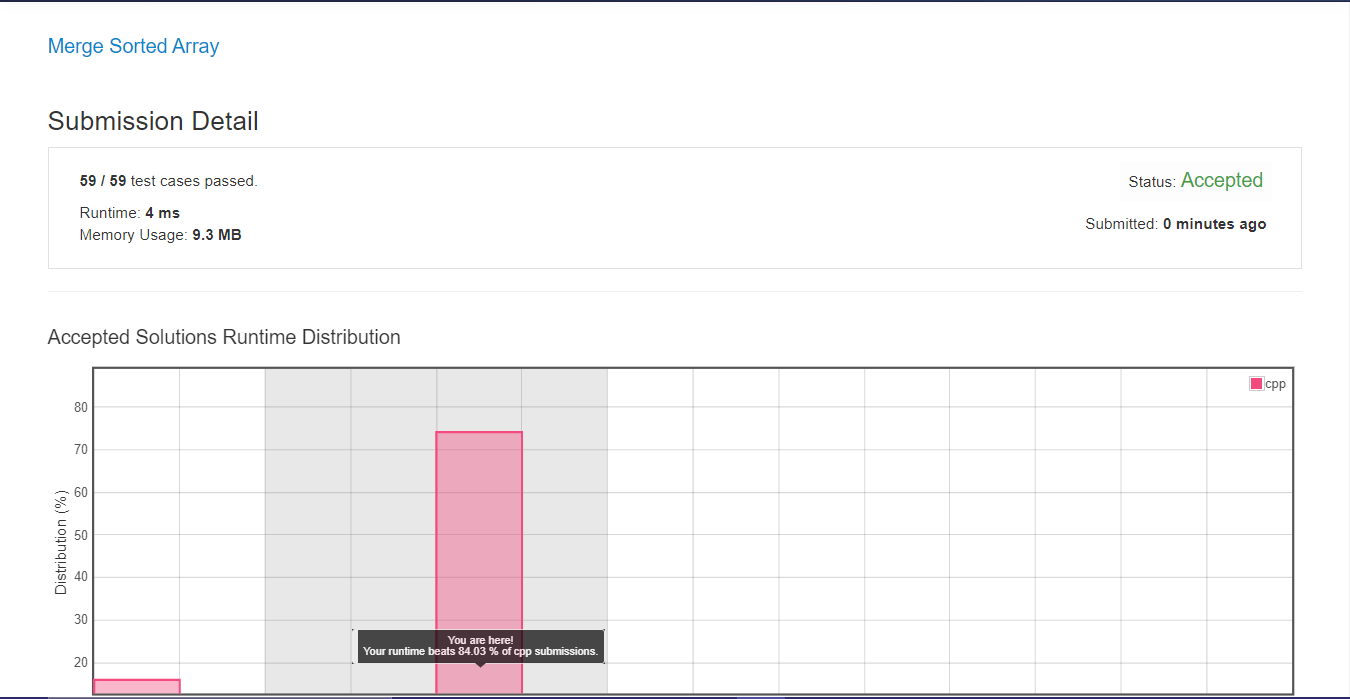 Merge Sorted Array
Submission Detail
59 / 59 test cases passed.
Status: Accepted
Runtime: 4 ms
Memory Usage: 9.3 MB
Submitted: 0 minutes ago
Accepted Solutions Runtime Distribution
cpp
80
70
60
50
40
30
20
Distribution (%)
You are here!
Your runtime beats 84.03 % of cpp submissions.